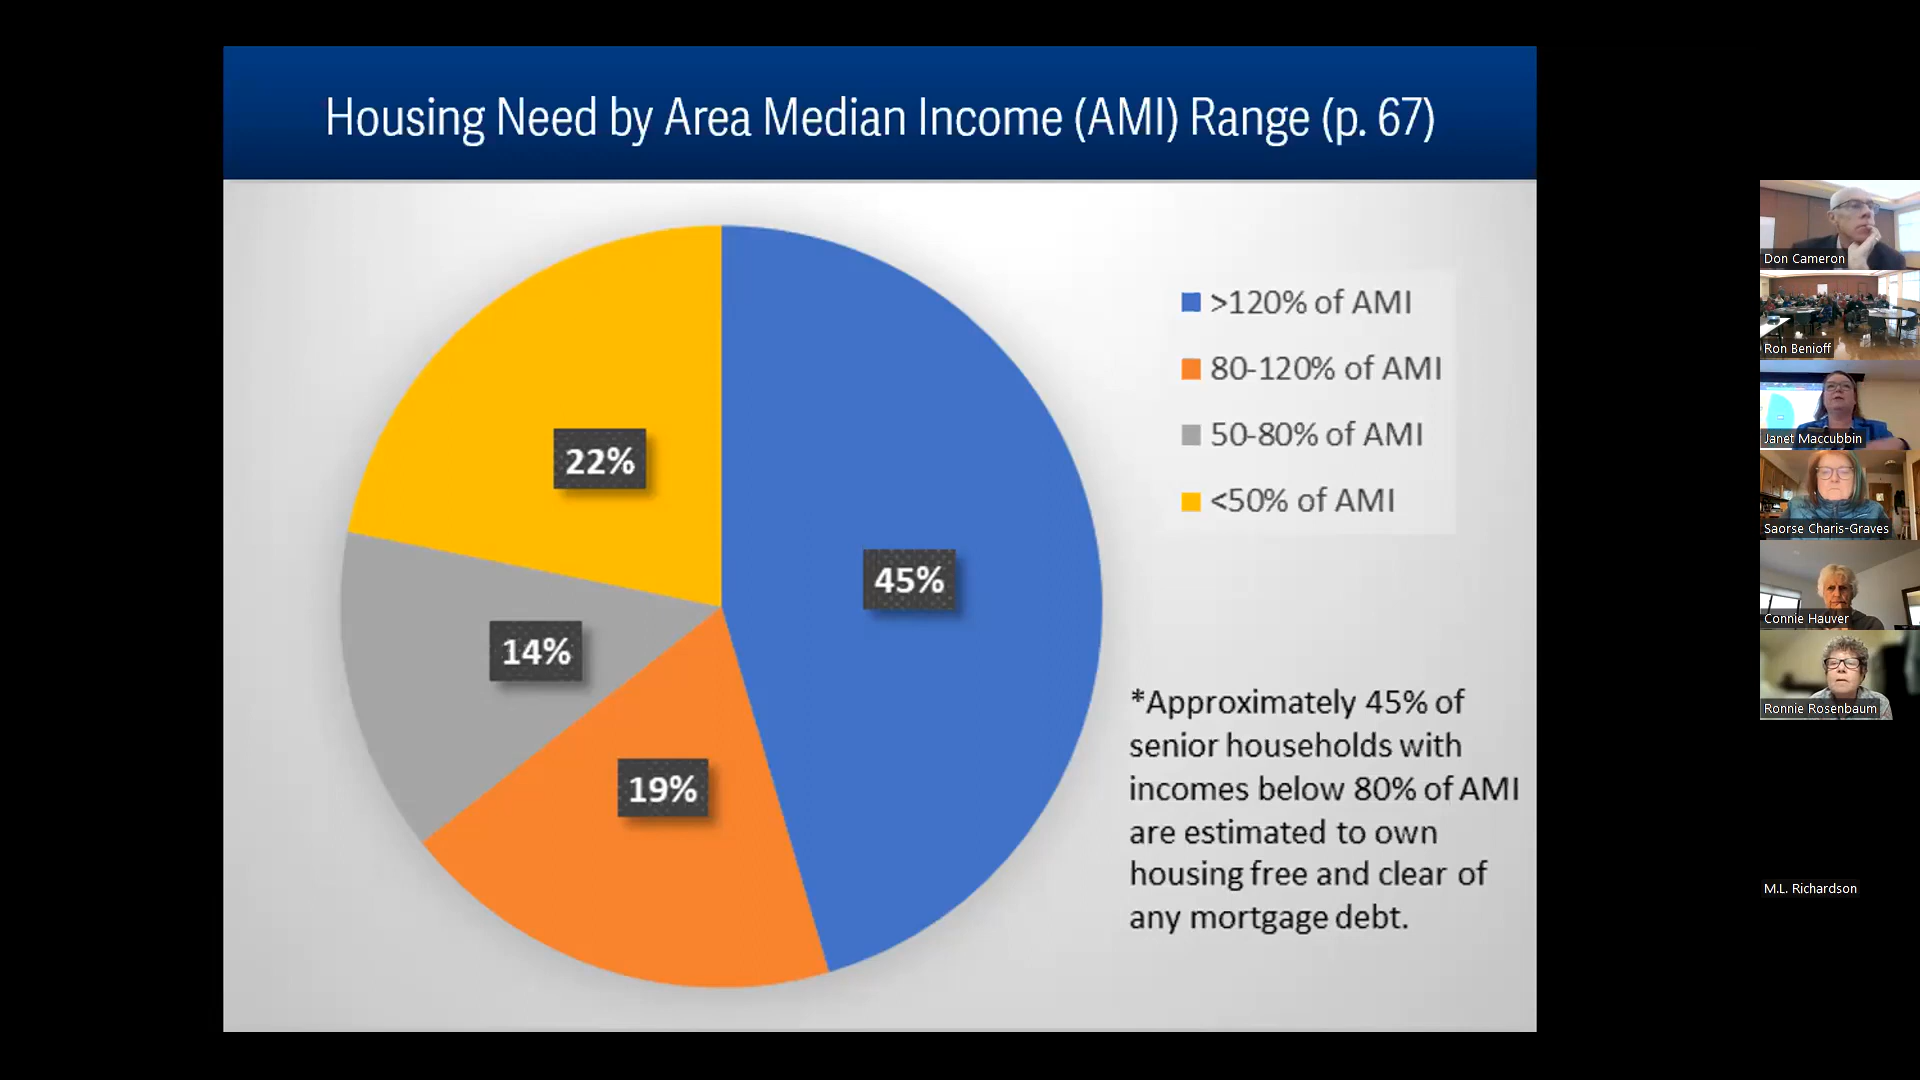 Housing Need by Area Median Income (AMI) Range (p. 67)
>120% of AMI
80-120% of AMI
50-80% of AMI
<50% of AMI
22%
45%
14%
19%
*Approximately 45% of
senior households with
incomes below 80% of AMI
are estimated to own
housing free and clear of
any mortgage debt.
Don Cameron
Ron Benioff
Janet Maccubbin
Saorse Charis-Graves
Connie Hauver
Ronnie Rosenbaum
M.L. Richardson